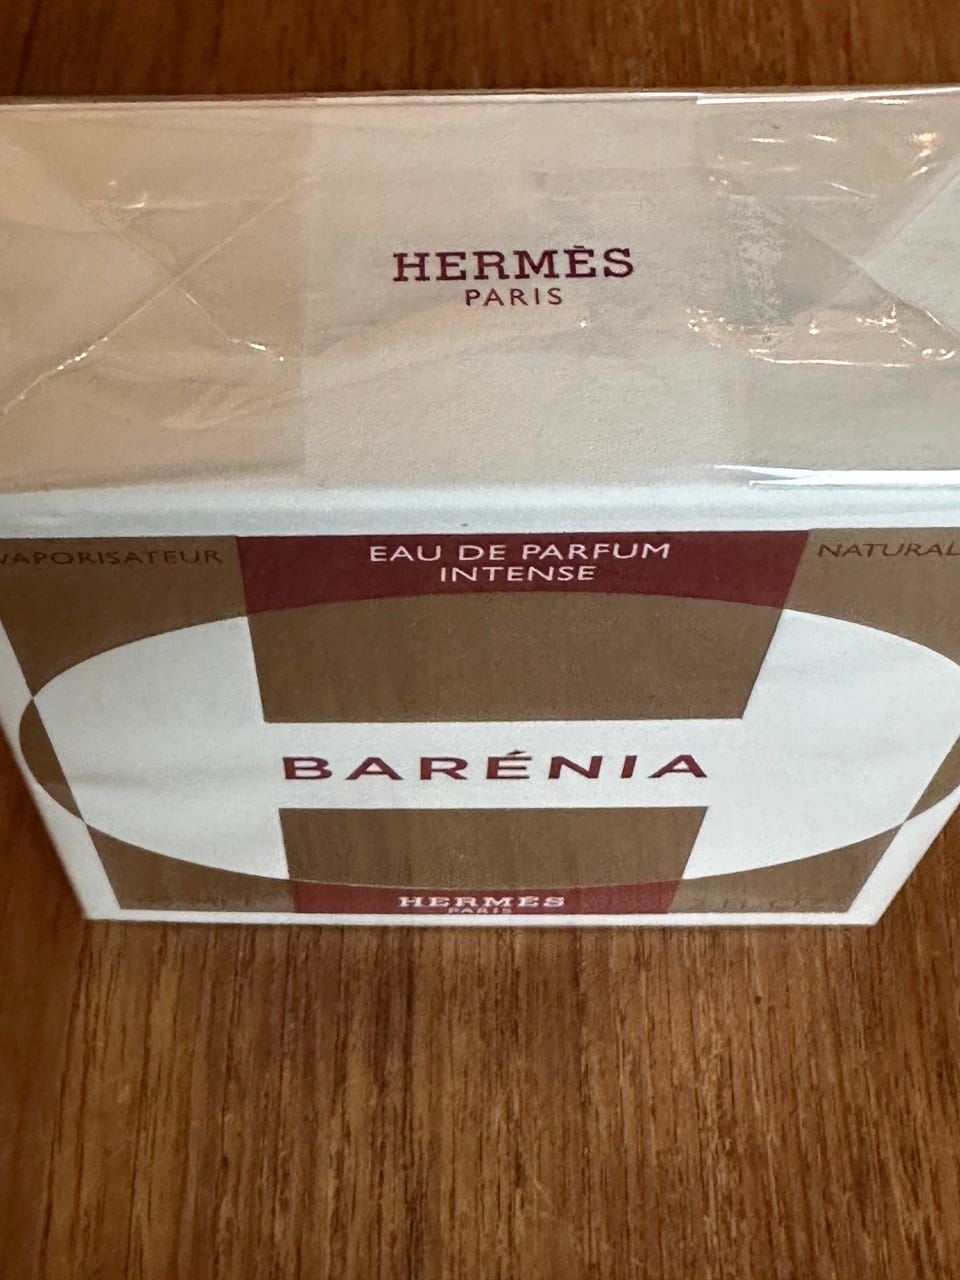 HERMÈS
PARIS
VAPORISATEUR
EAU DE PARFUM
INTENSE
NATURAL
BARÉNIA
HERMÈS
PARIS